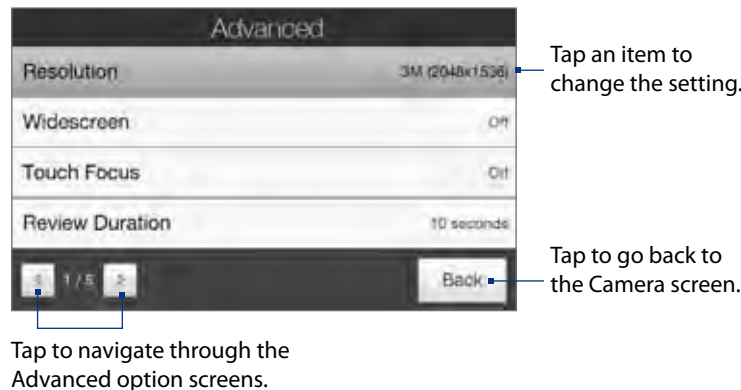 Advanced
Resolution 3M (2048x1536)
Widescreen Off
Touch Focus Off
Review Duration 10 seconds
1 / 5 Back
Tap an item to
change the setting.
Tap to go back to
the Camera screen.
Tap to navigate through the
Advanced option screens.